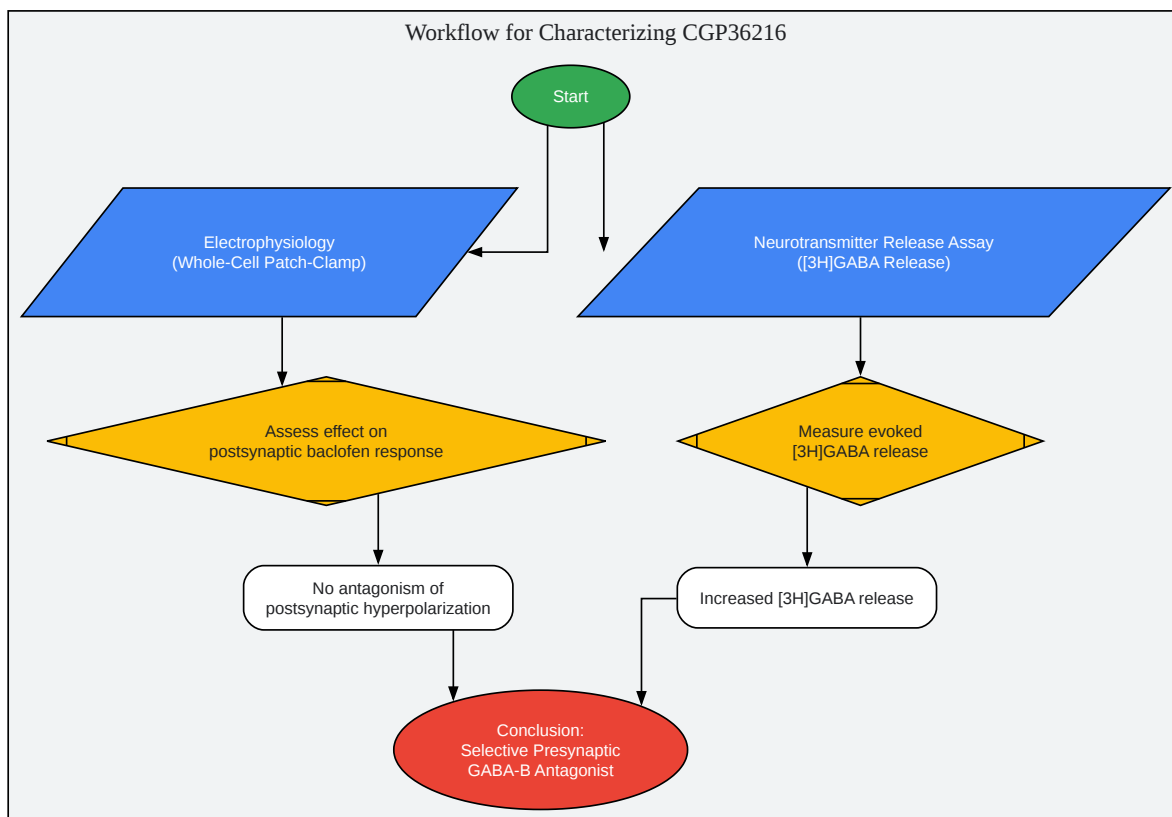 Workflow for Characterizing CGP36216
Start
Electrophysiology
(Whole-Cell Patch-Clamp)
Neurotransmitter Release Assay
([3H]GABA Release)
Assess effect on
postsynaptic baclofen response
Measure evoked
[3H]GABA release
No antagonism of
postsynaptic hyperpolarization
Increased [3H]GABA release
Conclusion:
Selective Presynaptic
GABA-B Antagonist